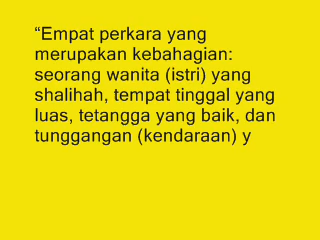 “Empat perkara yang
merupakan kebahagian:
seorang wanita (istri) yang
shalihah, tempat tinggal yang
luas, tetangga yang baik, dan
tunggangan (kendaraan) y